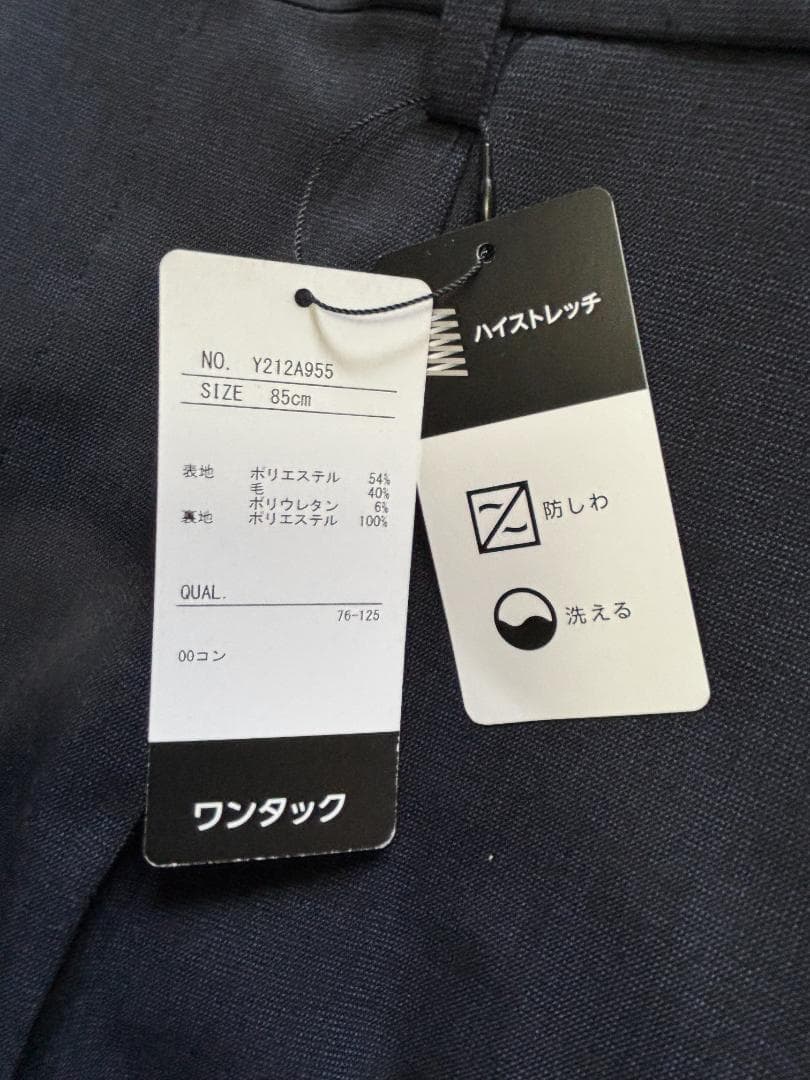 NO. Y212A955
SIZE 85cm
表地 ポリエステル 54%
毛 40%
ポリウレタン 6%
裏地 ポリエステル 100%
QUAL.
76-125
00コン
ワンタック
ハイストレッチ
防しわ
洗える